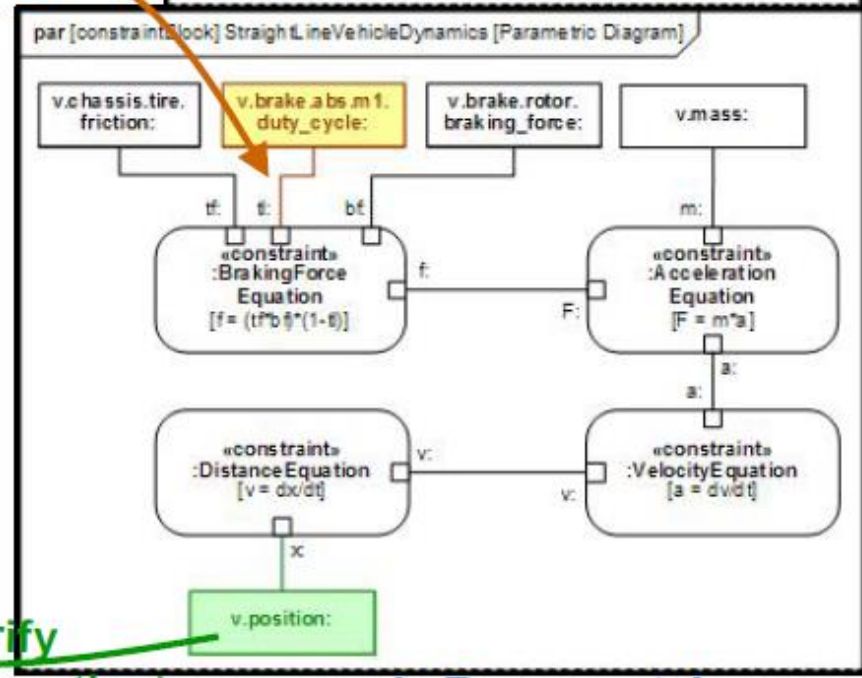 par [constraintBlock] StraightLineVehicleDynamics [Parametric Diagram]
v.chassis.tire.
friction:
v.brake.abs.m1.
duty_cycle:
v.brake.rotor.
braking_force:
v.mass:
tf:
tl:
bf:
m:
«constraint»
:BrakingForce
Equation
[f = (tf*bf)*(1-tl)]
f:
F:
«constraint»
:Acceleration
Equation
[F = m*a]
a:
a:
«constraint»
:DistanceEquation
[v = dx/dt]
v:
v:
«constraint»
:VelocityEquation
[a = dv/dt]
x:
v.position: